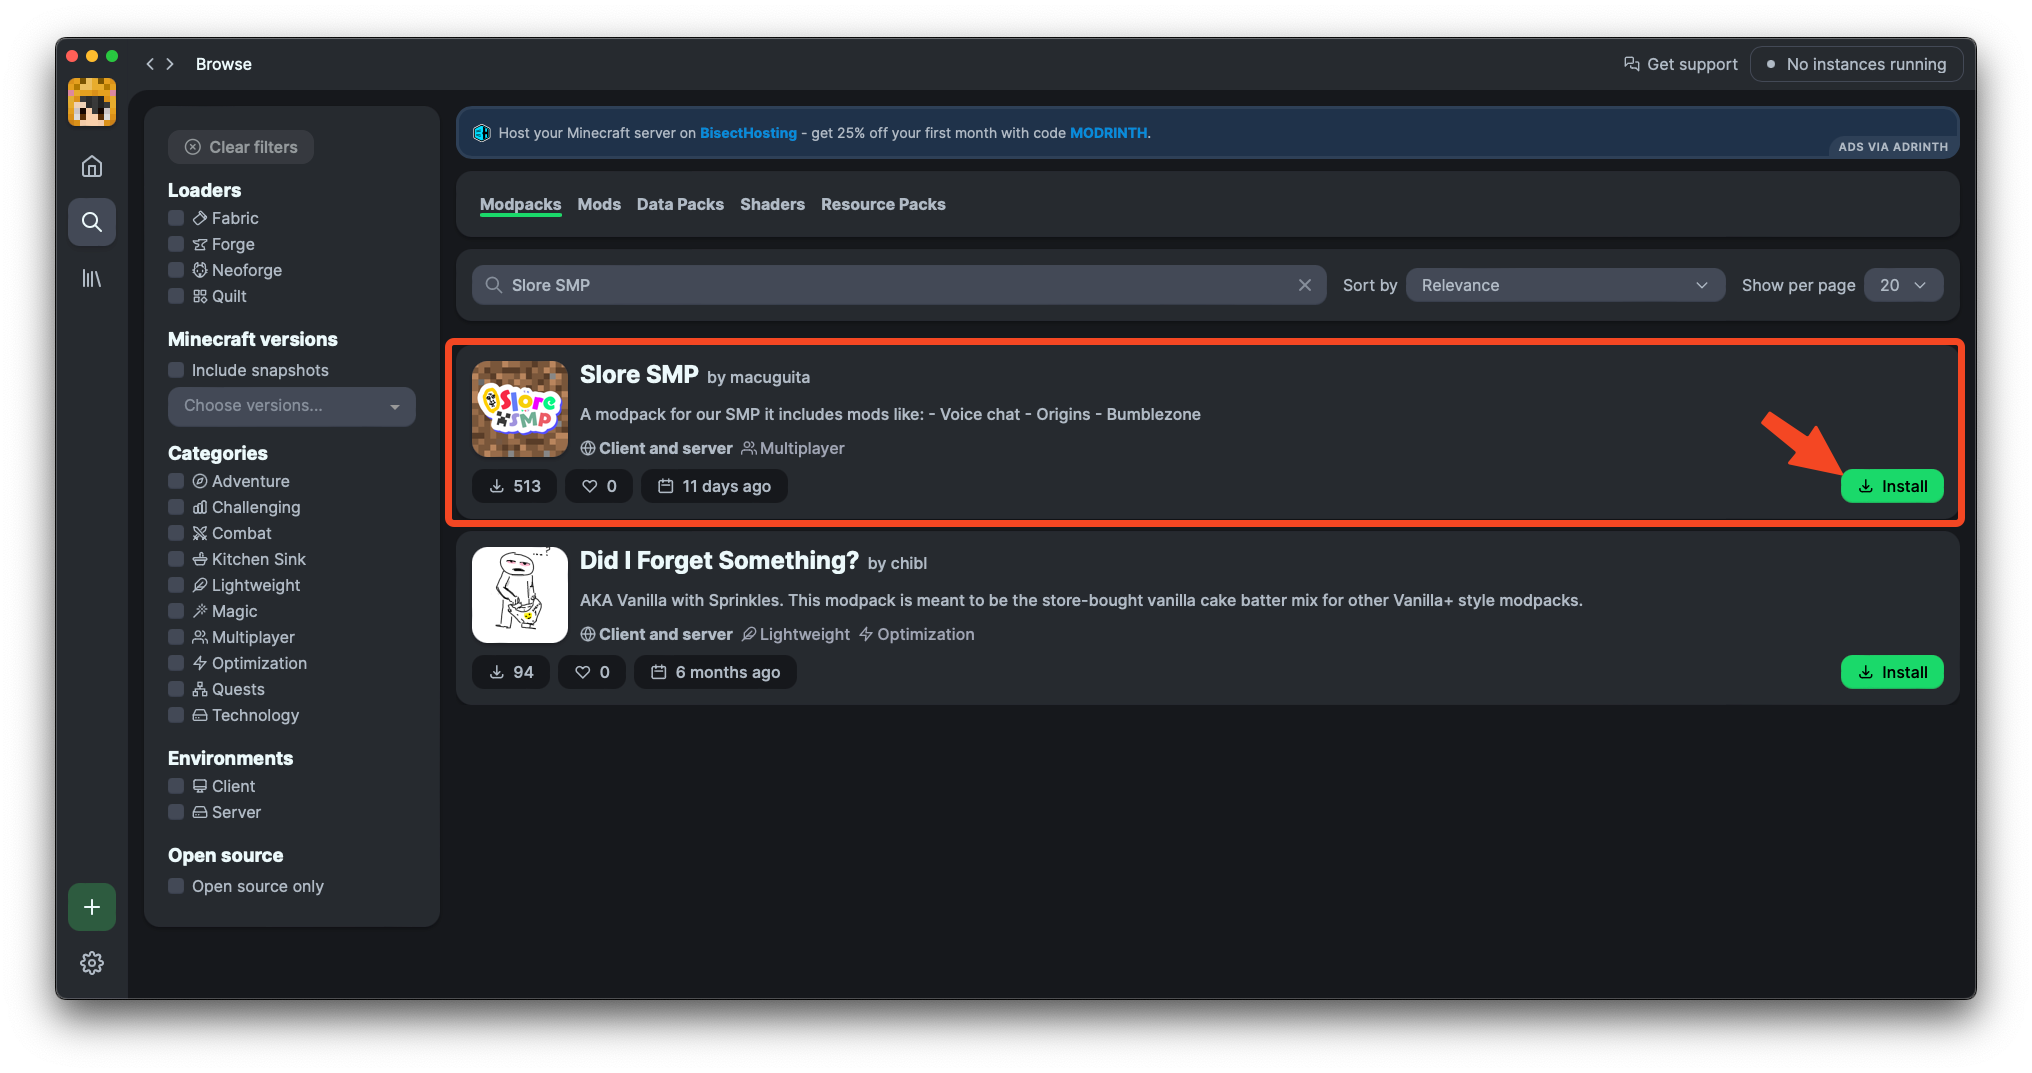 Browse
Get support
No instances running
Clear filters
Loaders
Fabric
Forge
Neoforge
Quilt
Minecraft versions
Include snapshots
Choose versions...
Categories
Adventure
Challenging
Combat
Kitchen Sink
Lightweight
Magic
Multiplayer
Optimization
Quests
Technology
Environments
Client
Server
Open source
Open source only
Host your Minecraft server on BisectHosting - get 25% off your first month with code MODRINTH.
ADS VIA ADRINTH
Modpacks Mods Data Packs Shaders Resource Packs
Slore SMP
Sort by Relevance
Show per page 20
Slore
SMP
Slore SMP by macuguita
A modpack for our SMP it includes mods like: - Voice chat - Origins - Bumblezone
Client and server Multiplayer
513 0 11 days ago
Install
...?
Did I Forget Something? by chibl
AKA Vanilla with Sprinkles. This modpack is meant to be the store-bought vanilla cake batter mix for other Vanilla+ style modpacks.
Client and server Lightweight Optimization
94 0 6 months ago
Install